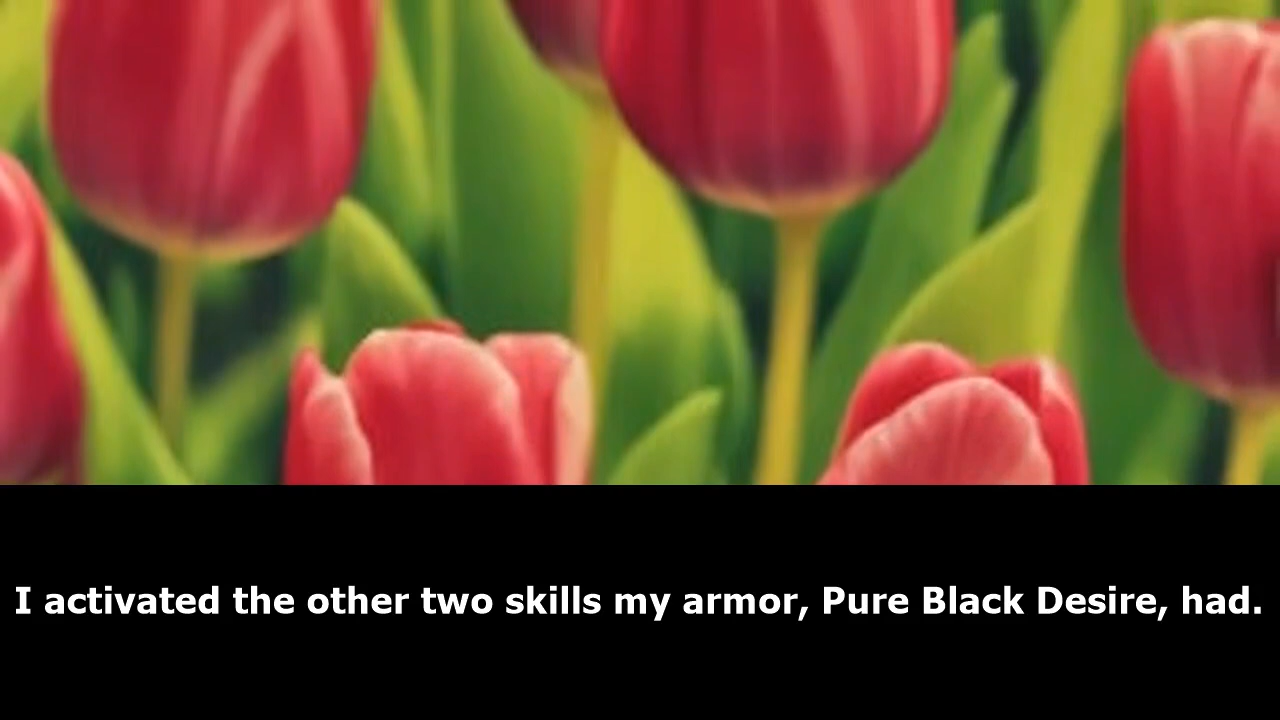 I activated the other two skills my armor, Pure Black Desire, had.